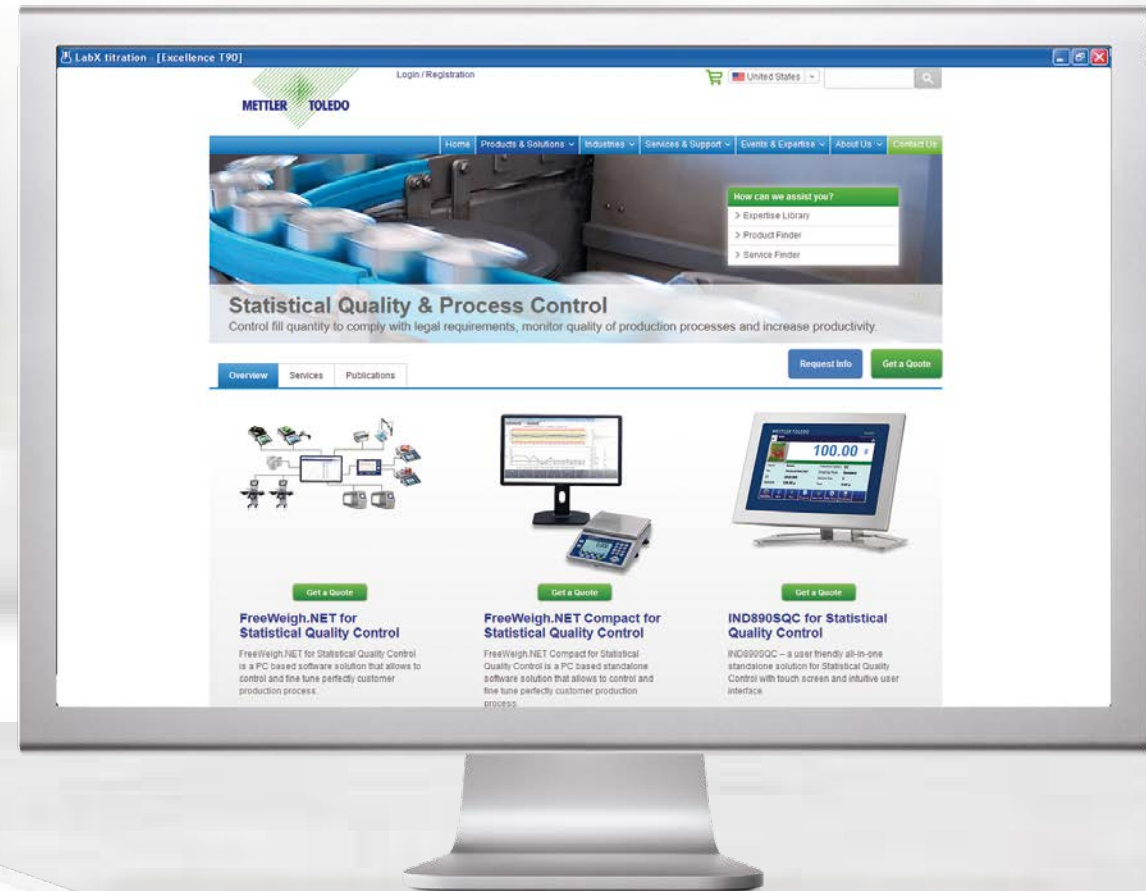 LabX titration - [Excellence T90]
Login / Registration
United States
METTLER TOLEDO
Home Products & Solutions Industries Services & Support Events & Expertise About Us Contact Us
How can we assist you?
> Expertise Library
> Product Finder
> Service Finder
Statistical Quality & Process Control
Control fill quantity to comply with legal requirements, monitor quality of production processes and increase productivity.
Request Info Get a Quote
Overview Services Publications
METTLER TOLEDO
100.00
Get a Quote Get a Quote Get a Quote
FreeWeigh.NET for
Statistical Quality Control
FreeWeigh.NET for Statistical Quality Control
is a PC based software solution that allows to
control and fine tune perfectly customer
production process.
FreeWeigh.NET Compact for
Statistical Quality Control
FreeWeigh.NET Compact for Statistical
Quality Control is a PC based standalone
software solution that allows to control and
fine tune perfectly customer production
process.
IND890SQC for Statistical
Quality Control
IND890SQC – a user friendly all-in-one
standalone solution for Statistical Quality
Control with touch screen and intuitive user
interface.